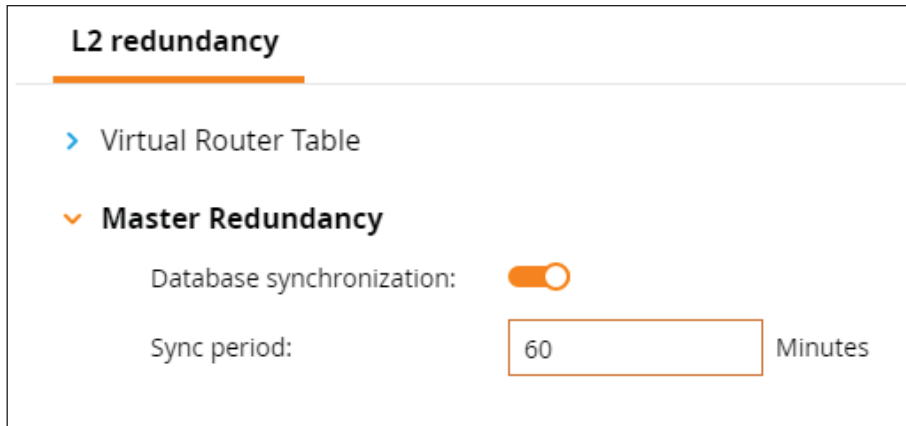 L2 redundancy
Virtual Router Table
Master Redundancy
Database synchronization:
Sync period: 60 Minutes